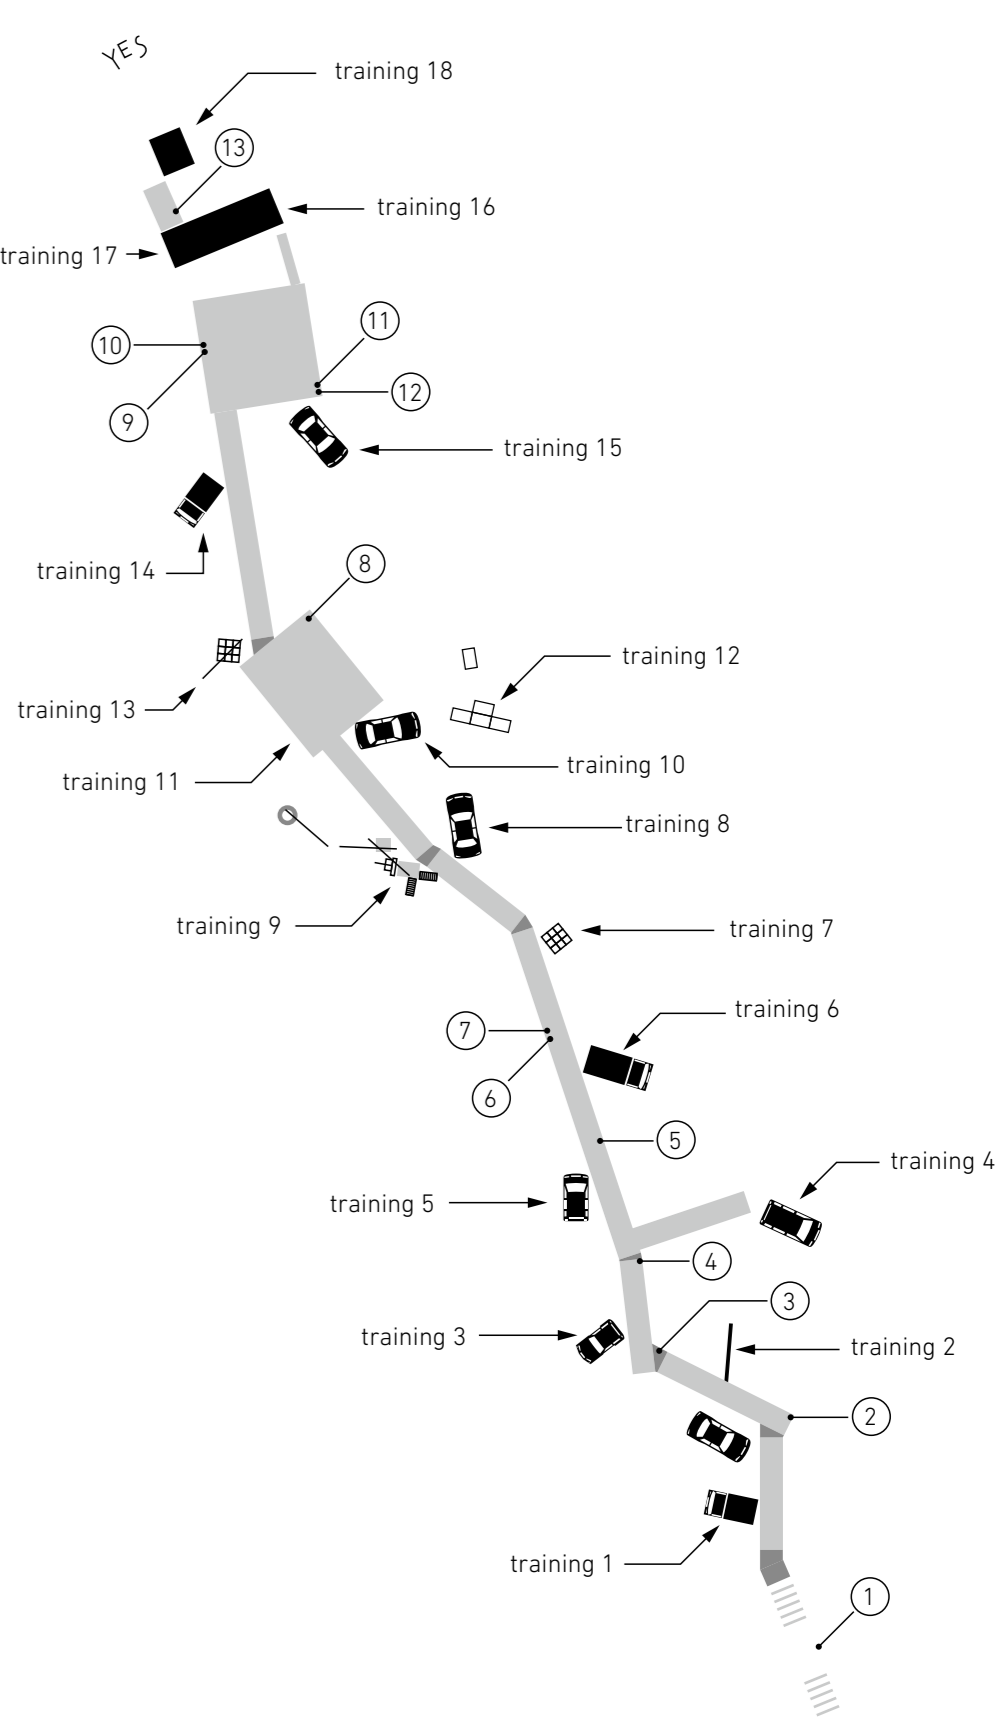 YES
training 18
13
training 16
training 17
11
10
12
9
training 15
8
training 14
training 12
training 13
training 10
training 11
training 8
training 9
training 7
training 6
7
6
5
training 4
training 5
4
3
training 3
training 2
2
training 1
1